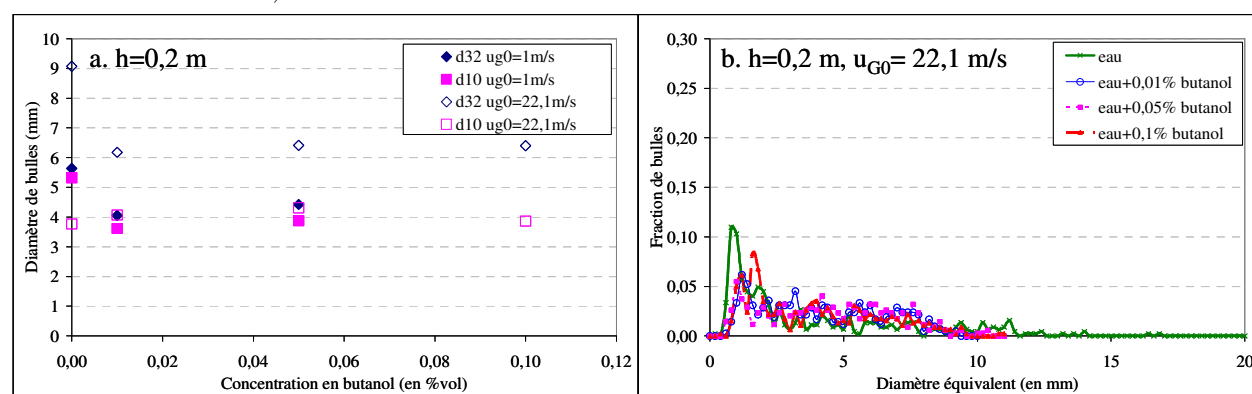 a. h=0,2 m
d32 ug0=1m/s
d10 ug0=1m/s
d32 ug0=22,1m/s
d10 ug0=22,1m/s
Diamètre de bulles (mm)
10
9
8
7
6
5
4
3
2
1
0
0,00 0,02 0,04 0,06 0,08 0,10 0,12
Concentration en butanol (en %vol)
b. h=0,2 m, uG0= 22,1 m/s
eau
eau+0,01% butanol
eau+0,05% butanol
eau+0,1% butanol
Fraction de bulles
0,30
0,25
0,20
0,15
0,10
0,05
0,00
0 5 10 15 20
Diamètre équivalent (en mm)